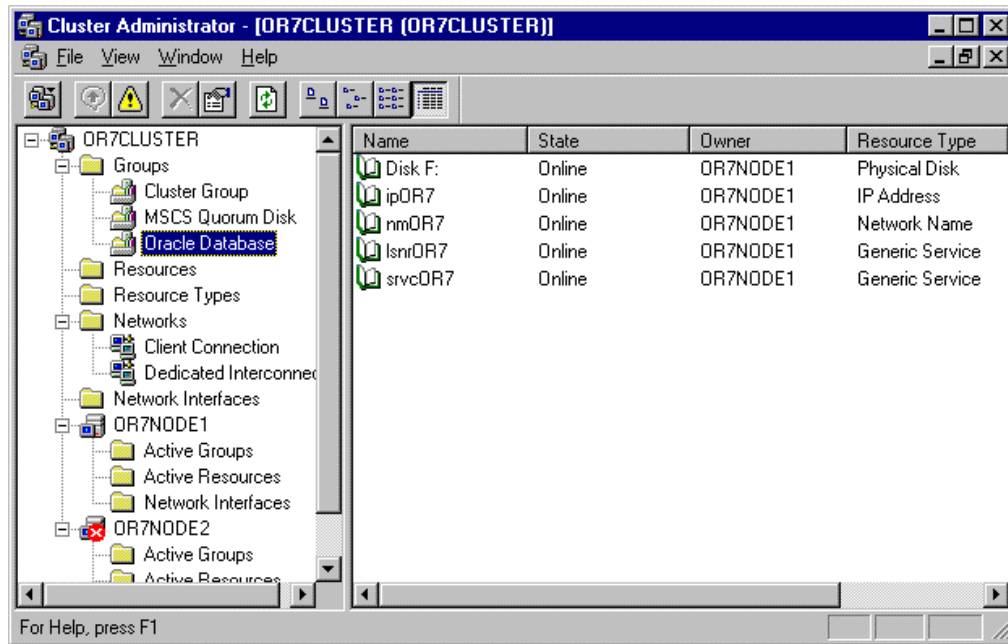 Cluster Administrator - [OR7CLUSTER (OR7CLUSTER)]
File View Window Help
OR7CLUSTER
Groups
Cluster Group
MSCS Quorum Disk
Oracle Database
Resources
Resource Types
Networks
Client Connection
Dedicated Interconnec
Network Interfaces
OR7NODE1
Active Groups
Active Resources
Network Interfaces
OR7NODE2
Active Groups
Active Resources
Name State Owner Resource Type
Disk F: Online OR7NODE1 Physical Disk
ipOR7 Online OR7NODE1 IP Address
nmOR7 Online OR7NODE1 Network Name
lsnrOR7 Online OR7NODE1 Generic Service
srvcOR7 Online OR7NODE1 Generic Service
For Help, press F1